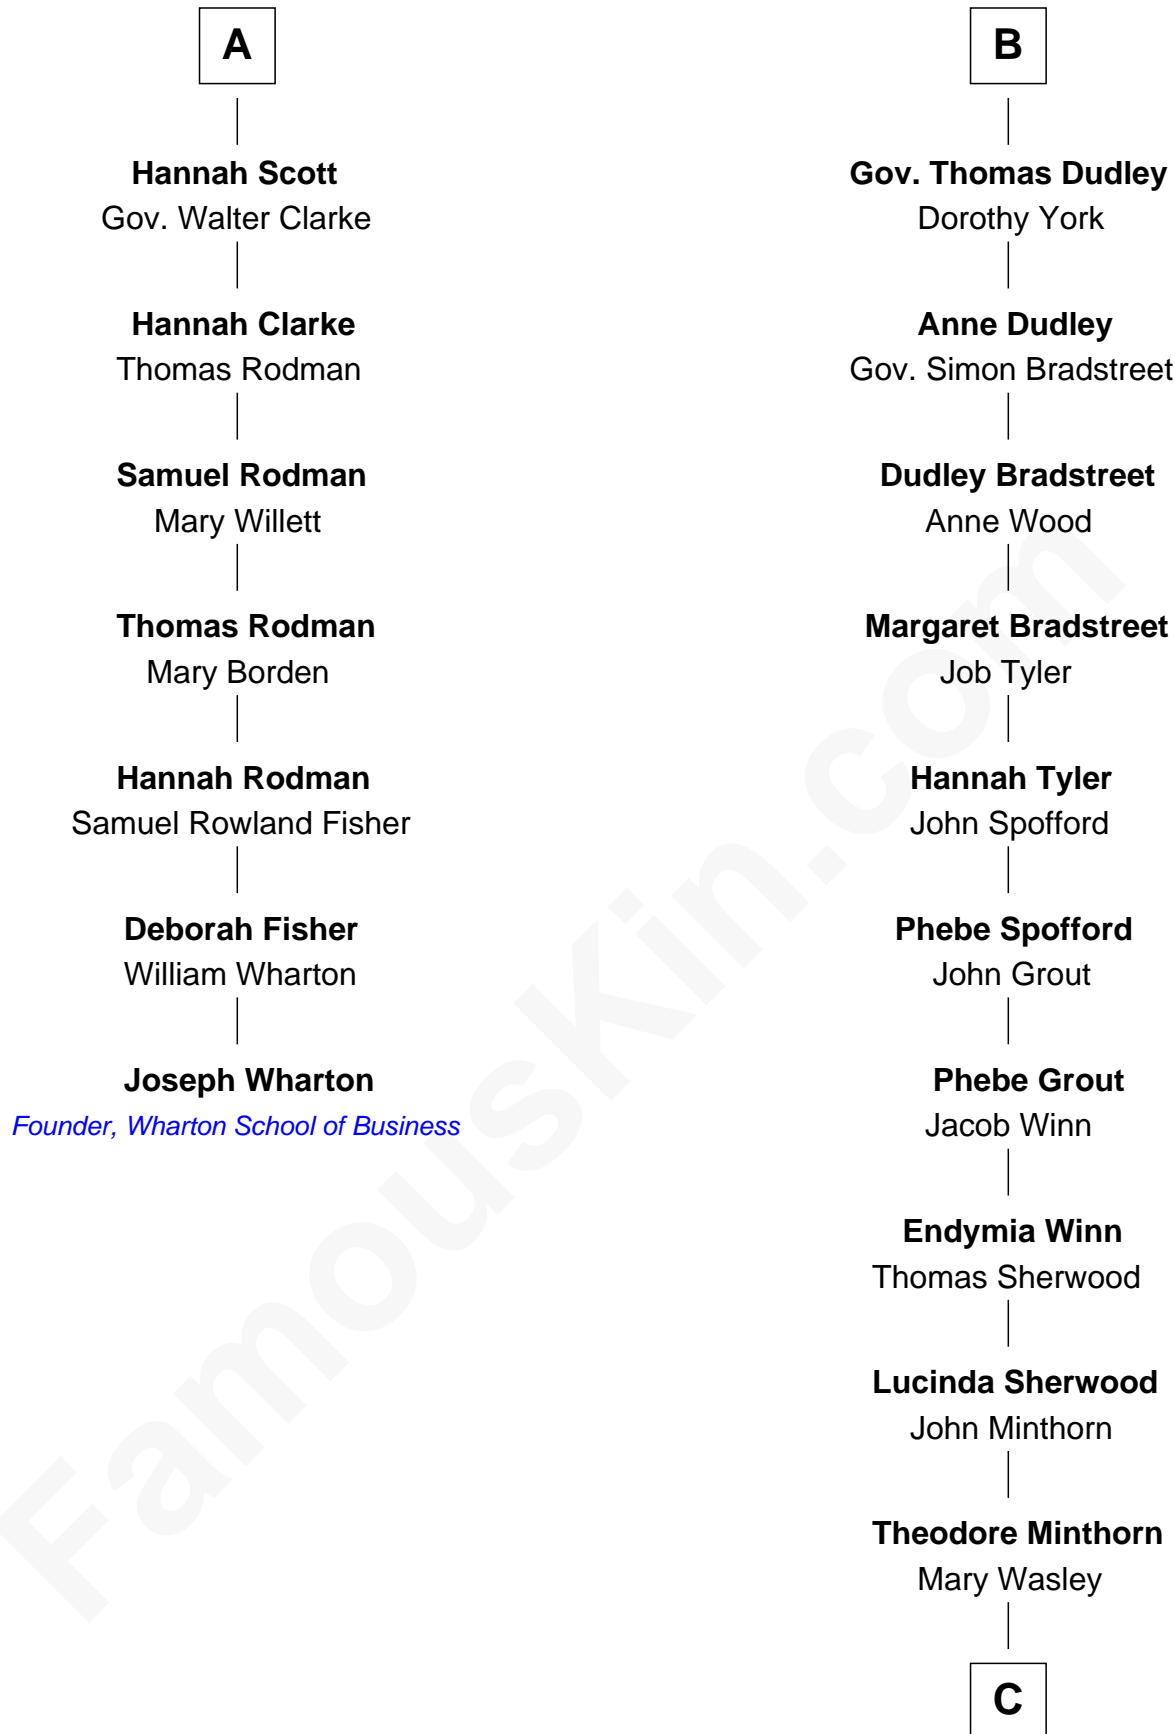 A
Hannah Scott
Gov. Walter Clarke
Hannah Clarke
Thomas Rodman
Samuel Rodman
Mary Willett
Thomas Rodman
Mary Borden
Hannah Rodman
Samuel Rowland Fisher
Deborah Fisher
William Wharton
Joseph Wharton
Founder, Wharton School of Business
B
Gov. Thomas Dudley
Dorothy York
Anne Dudley
Gov. Simon Bradstreet
Dudley Bradstreet
Anne Wood
Margaret Bradstreet
Job Tyler
Hannah Tyler
John Spofford
Phebe Spofford
John Grout
Phebe Grout
Jacob Winn
Endymia Winn
Thomas Sherwood
Lucinda Sherwood
John Minthorn
Theodore Minthorn
Mary Wasley
C
FamousKin.com